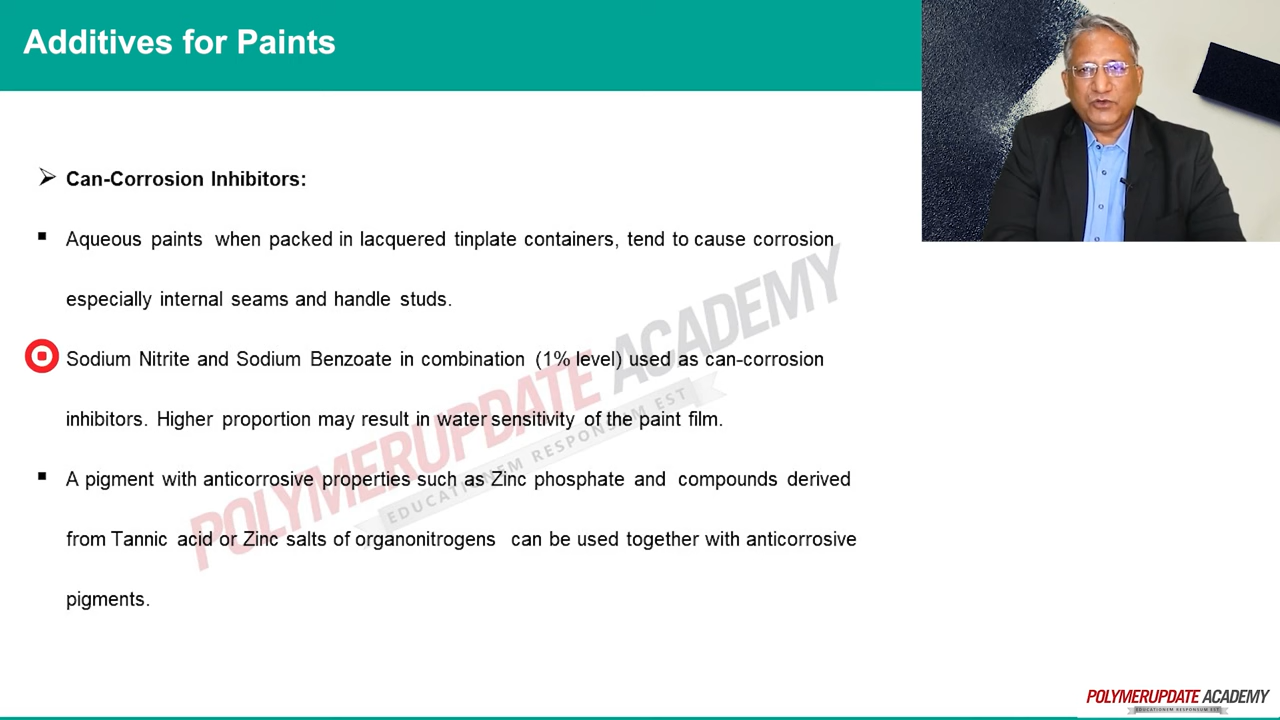 Additives for Paints
Can-Corrosion Inhibitors:
Aqueous paints when packed in lacquered tinplate containers, tend to cause corrosion
especially internal seams and handle studs.
Sodium Nitrite and Sodium Benzoate in combination (1% level) used as can-corrosion
inhibitors. Higher proportion may result in water sensitivity of the paint film.
A pigment with anticorrosive properties such as Zinc phosphate and compounds derived
from Tannic acid or Zinc salts of organonitrogens can be used together with anticorrosive
pigments.
POLYMERUPDATE ACADEMY
EDUCATIONEM RESPONSUM EST
POLYMERUPDATE ACADEMY
EDUCATIONEM RESPONSUM EST